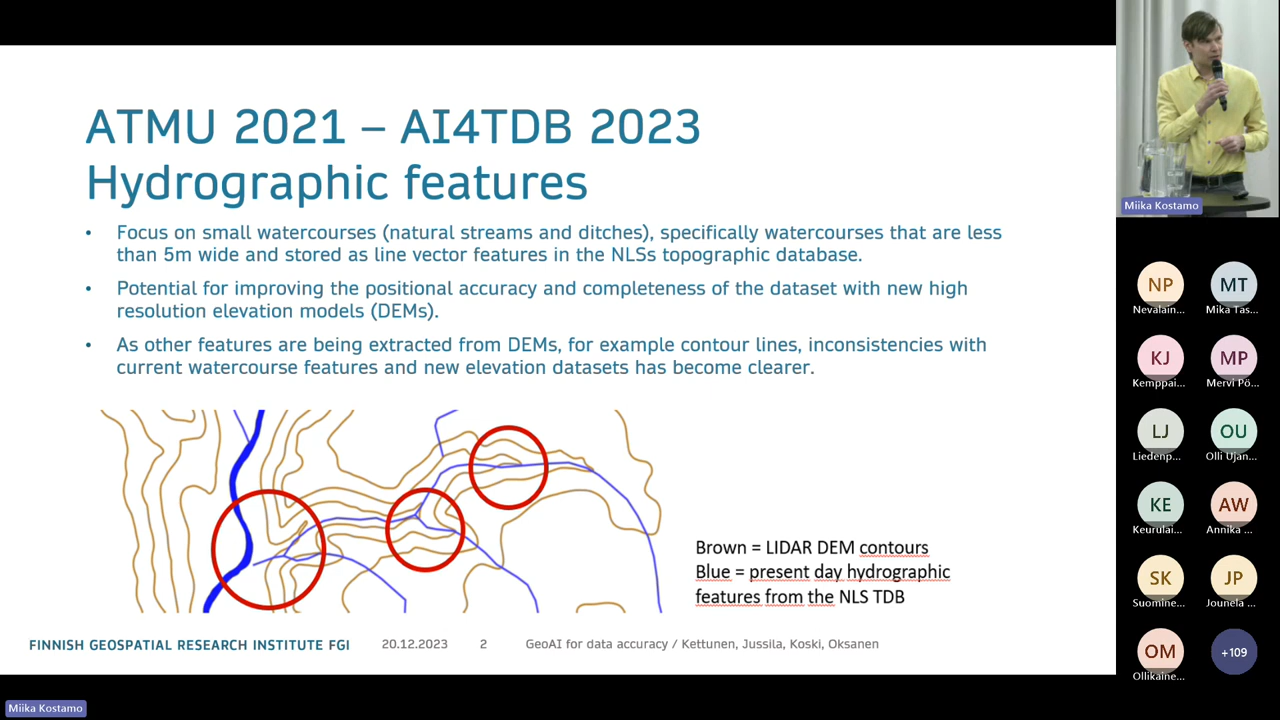 ATMU 2021 – AI4TDB 2023
Hydrographic features
• Focus on small watercourses (natural streams and ditches), specifically watercourses that are less
than 5m wide and stored as line vector features in the NLSs topographic database.
• Potential for improving the positional accuracy and completeness of the dataset with new high
resolution elevation models (DEMs).
• As other features are being extracted from DEMs, for example contour lines, inconsistencies with
current watercourse features and new elevation datasets has become clearer.
Brown = LIDAR DEM contours
Blue = present day hydrographic
features from the NLS TDB
FINNISH GEOSPATIAL RESEARCH INSTITUTE FGI
20.12.2023
2
GeoAI for data accuracy / Kettunen, Jussila, Koski, Oksanen
Miika Kostamo
Miika Kostamo
NP
MT
Nevalain...
Mika Tas...
KJ
MP
Kemppai...
Mervi Pö...
LJ
OU
Liedenp...
Olli Ujan...
KE
AW
Keurulai...
Annika ...
SK
JP
Suomine...
Jounela ...
OM
+109
Ollikaine...